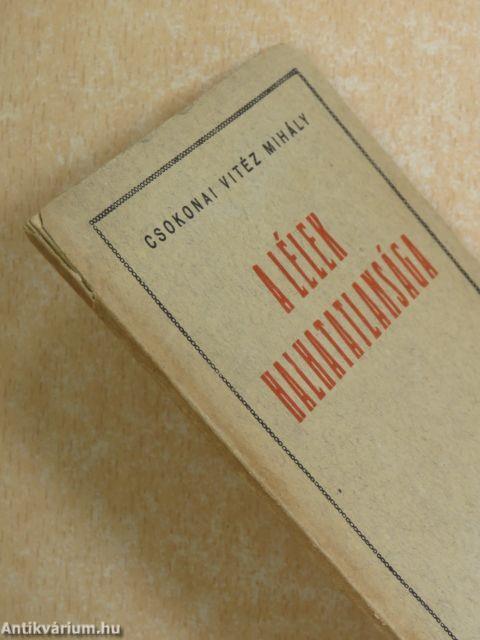 CSOKONAI VITÉZ MIHÁLY
A LÉLEK
HALHATATLANSÁGA
Antikvárium.hu